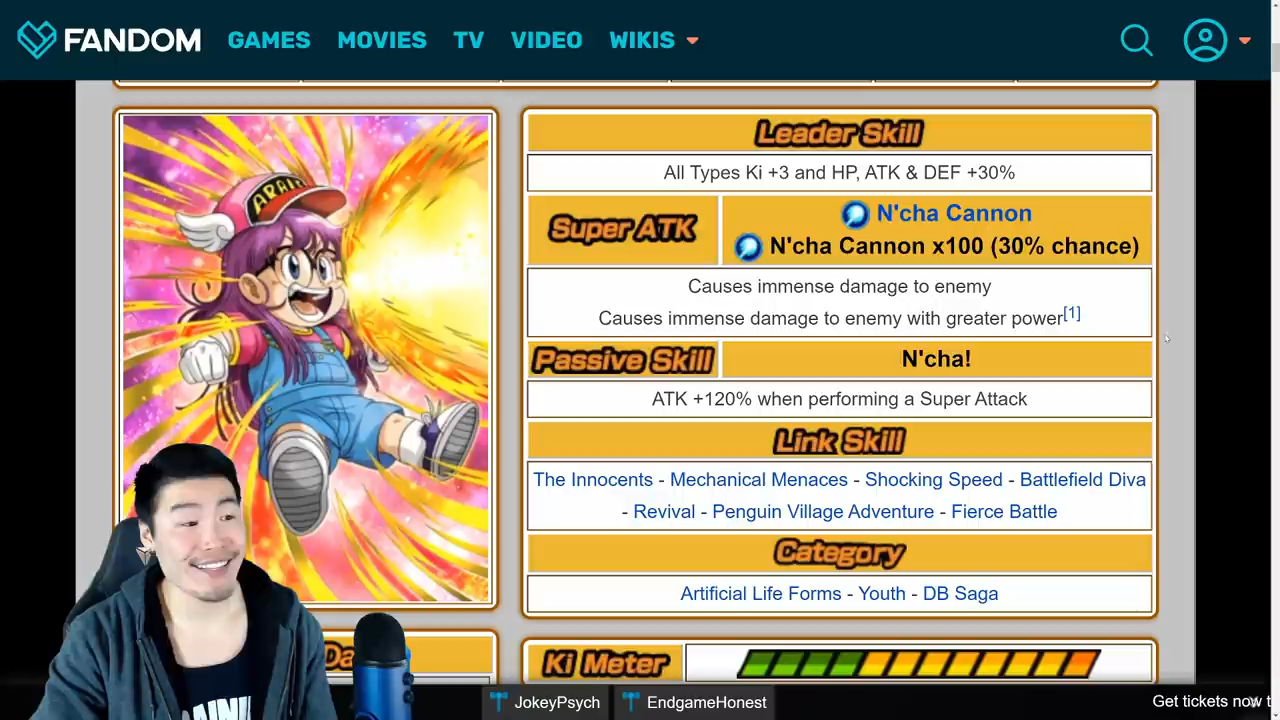 FANDOM GAMES MOVIES TV VIDEO WIKIS
ARALE
Leader Skill
All Types Ki +3 and HP, ATK & DEF +30%
Super ATK
N'cha Cannon
N'cha Cannon x100 (30% chance)
Causes immense damage to enemy
Causes immense damage to enemy with greater power[1]
Passive Skill
N'cha!
ATK +120% when performing a Super Attack
Link Skill
The Innocents - Mechanical Menaces - Shocking Speed - Battlefield Diva
- Revival - Penguin Village Adventure - Fierce Battle
Category
Artificial Life Forms - Youth - DB Saga
Ki Meter
JokeyPsych EndgameHonest Get tickets now